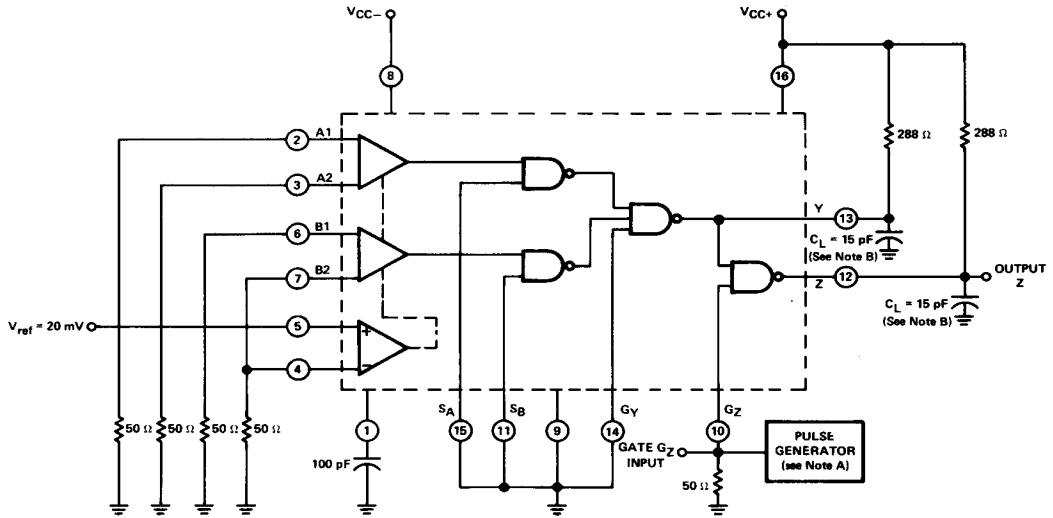 VCC−
VCC+
8
16
2 A1
3 A2
6 B1
7 B2
Vref = 20 mV
5
+
4
−
288 Ω
288 Ω
Y
13
CL = 15 pF
(See Note B)
Z
12
OUTPUT
Z
CL = 15 pF
(See Note B)
50 Ω
50 Ω
50 Ω
50 Ω
1
100 pF
SA
15
SB
11
9
GY
14
GZ
10
GATE GZ
INPUT
50 Ω
PULSE
GENERATOR
(see Note A)